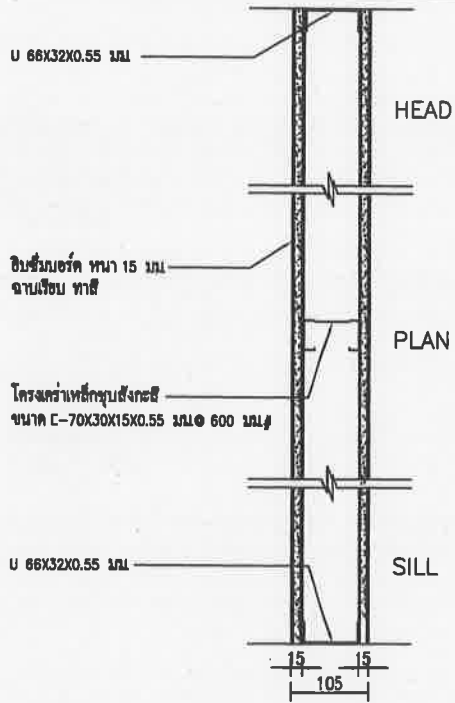 U 66X32X0.55 มม.
HEAD
ยิบซั่มบอร์ด หนา 15 มม.
ฉาบเรียบ ทาสี
PLAN
โครงเคร่าเหล็กชุบสังกะสี
ขนาด C-70X30X15X0.55 มม.@ 600 มม.#
U 66X32X0.55 มม.
SILL
15 15
105